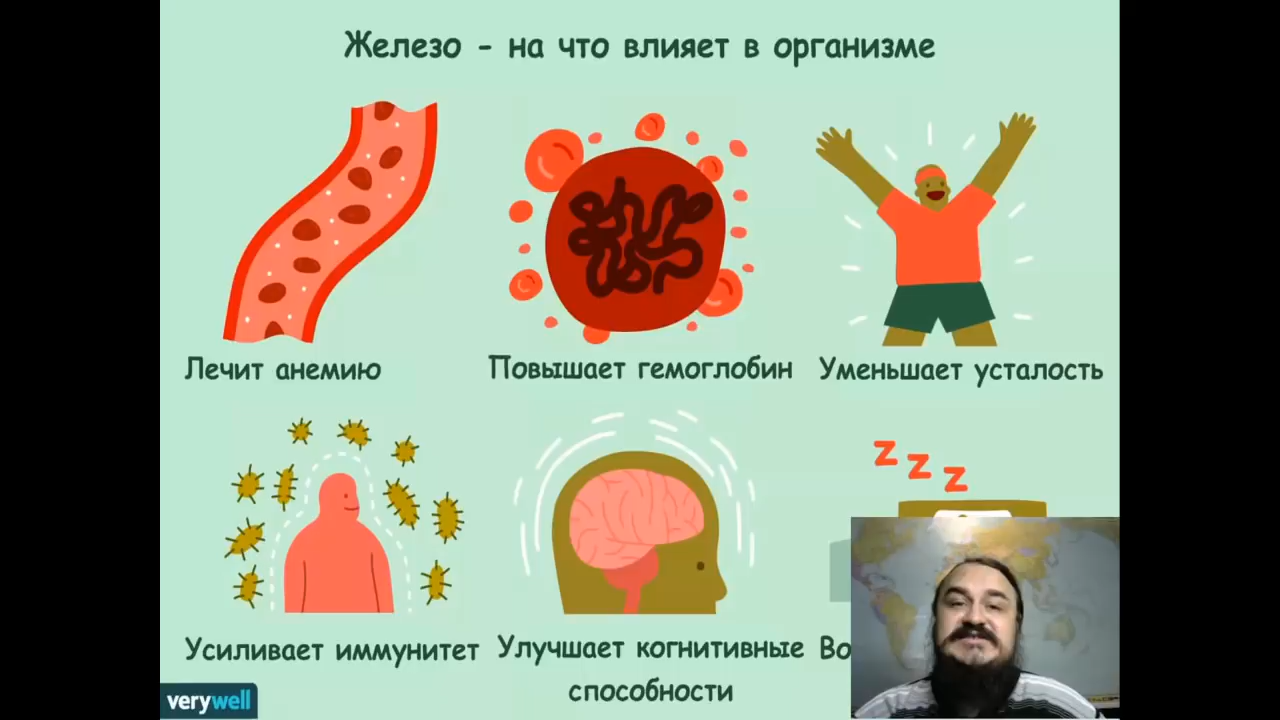 Железо - на что влияет в организме
Лечит анемию
Повышает гемоглобин
Уменьшает усталость
z z z
Усиливает иммунитет
Улучшает когнитивные
способности
verywell